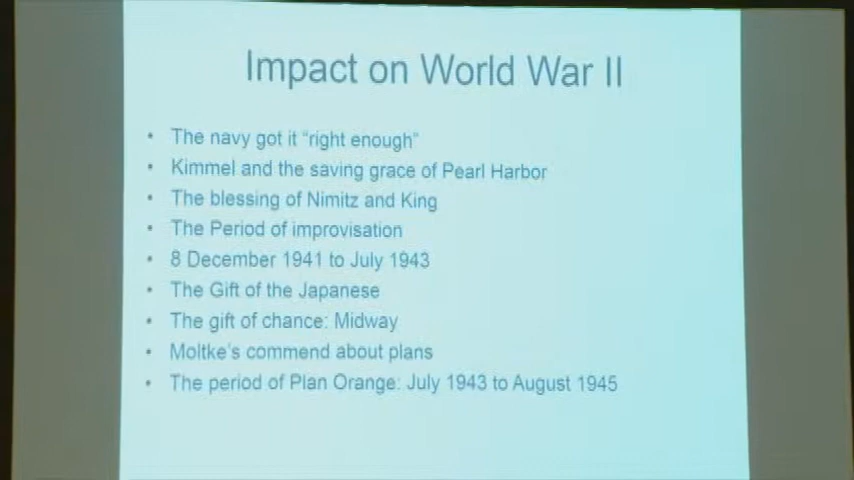 Impact on World War II
• The navy got it “right enough”
• Kimmel and the saving grace of Pearl Harbor
• The blessing of Nimitz and King
• The Period of improvisation
• 8 December 1941 to July 1943
• The Gift of the Japanese
• The gift of chance: Midway
• Moltke's commend about plans
• The period of Plan Orange: July 1943 to August 1945